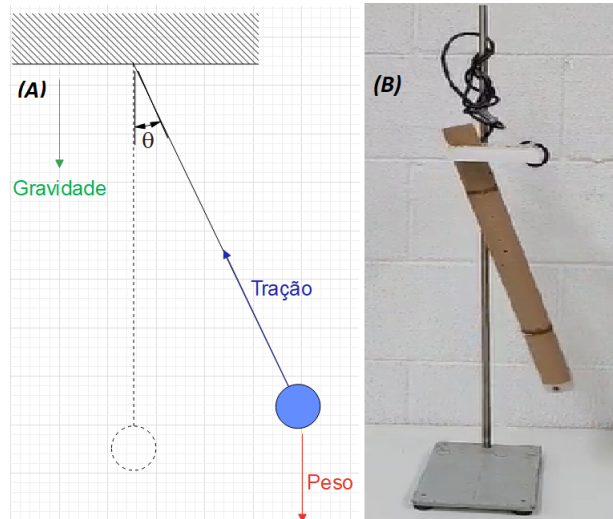 (A)
θ
Gravidade
Tração
Peso
(B)